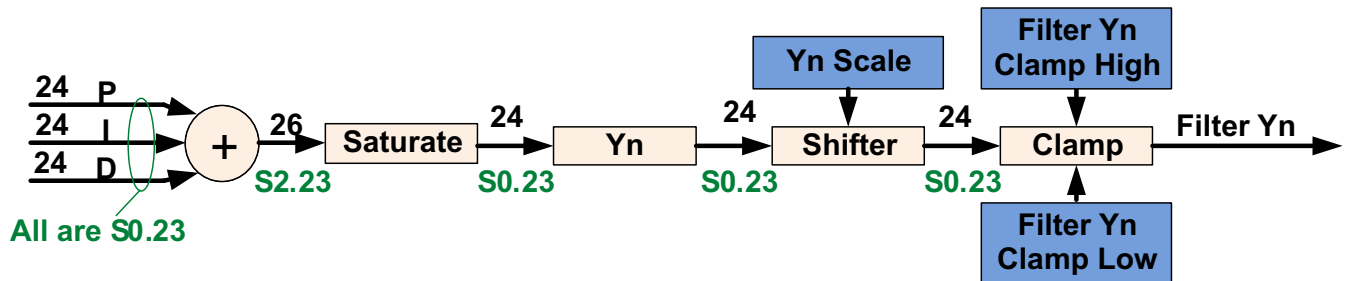 24 P
24 I
24 D
All are S0.23
+
26
S2.23
Saturate
24
S0.23
Yn
24
S0.23
Yn Scale
Shifter
24
S0.23
Filter Yn
Clamp High
Clamp
Filter Yn
Clamp Low
Filter Yn